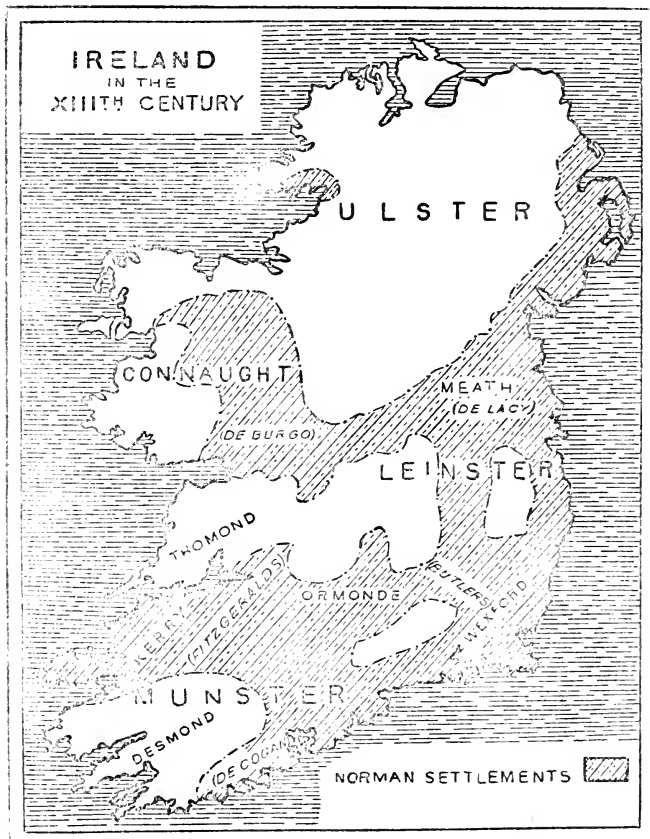 IRELAND
IN THE
XIIITH CENTURY
ULSTER
CONNAUGHT
MEATH
(DE LACY)
(DE BURGO)
LEINSTER
THOMOND
(BUTLERS)
ORMONDE
WEXFORD
KERRY
(FITZGERALDS)
MUNSTER
DESMOND
(DE COGAN)
NORMAN SETTLEMENTS